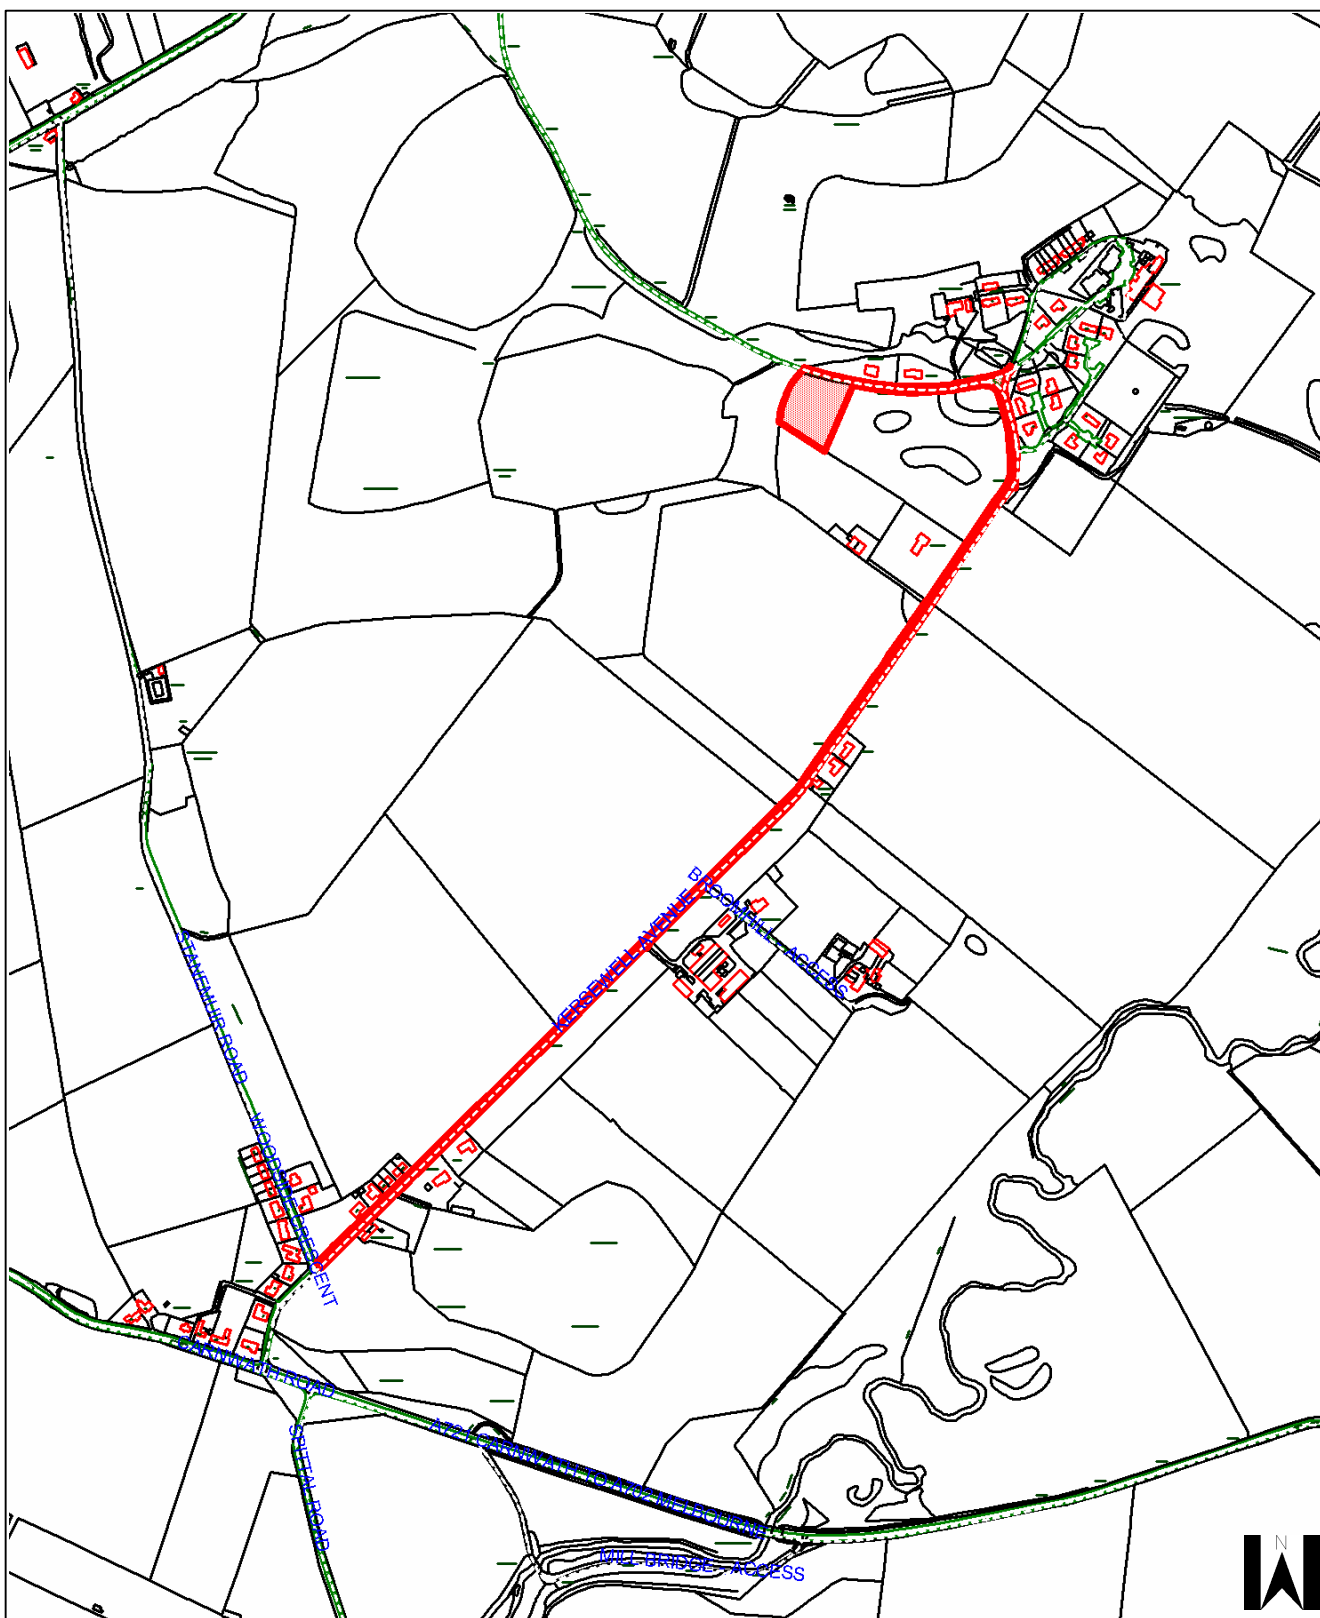 N
BROOMHILL - ACCESS
KERSEWELL AVENUE
STANEMUIR ROAD
WOODSIDE CRESCENT
CARNWATH ROAD
A721 CARNWATH TO A702 MELBOURNE
SPITTAL ROAD
MILL BRIDGE - ACCESS